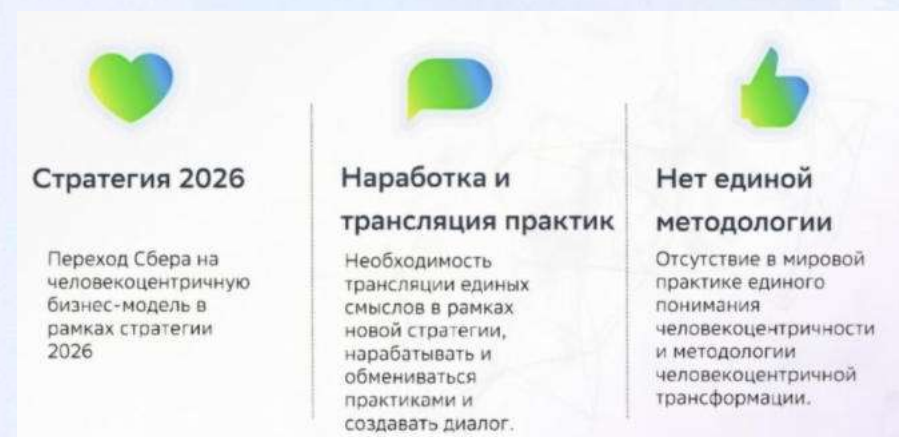 Стратегия 2026
Переход Сбера на
человекоцентричную
бизнес-модель в
рамках стратегии
2026
Наработка и
трансляция практик
Необходимость
трансляции единых
смыслов в рамках
новой стратегии,
нарабатывать и
обмениваться
практиками и
создавать диалог.
Нет единой
методологии
Отсутствие в мировой
практике единого
понимания
человекоцентричности
и методологии
человекоцентричной
трансформации.